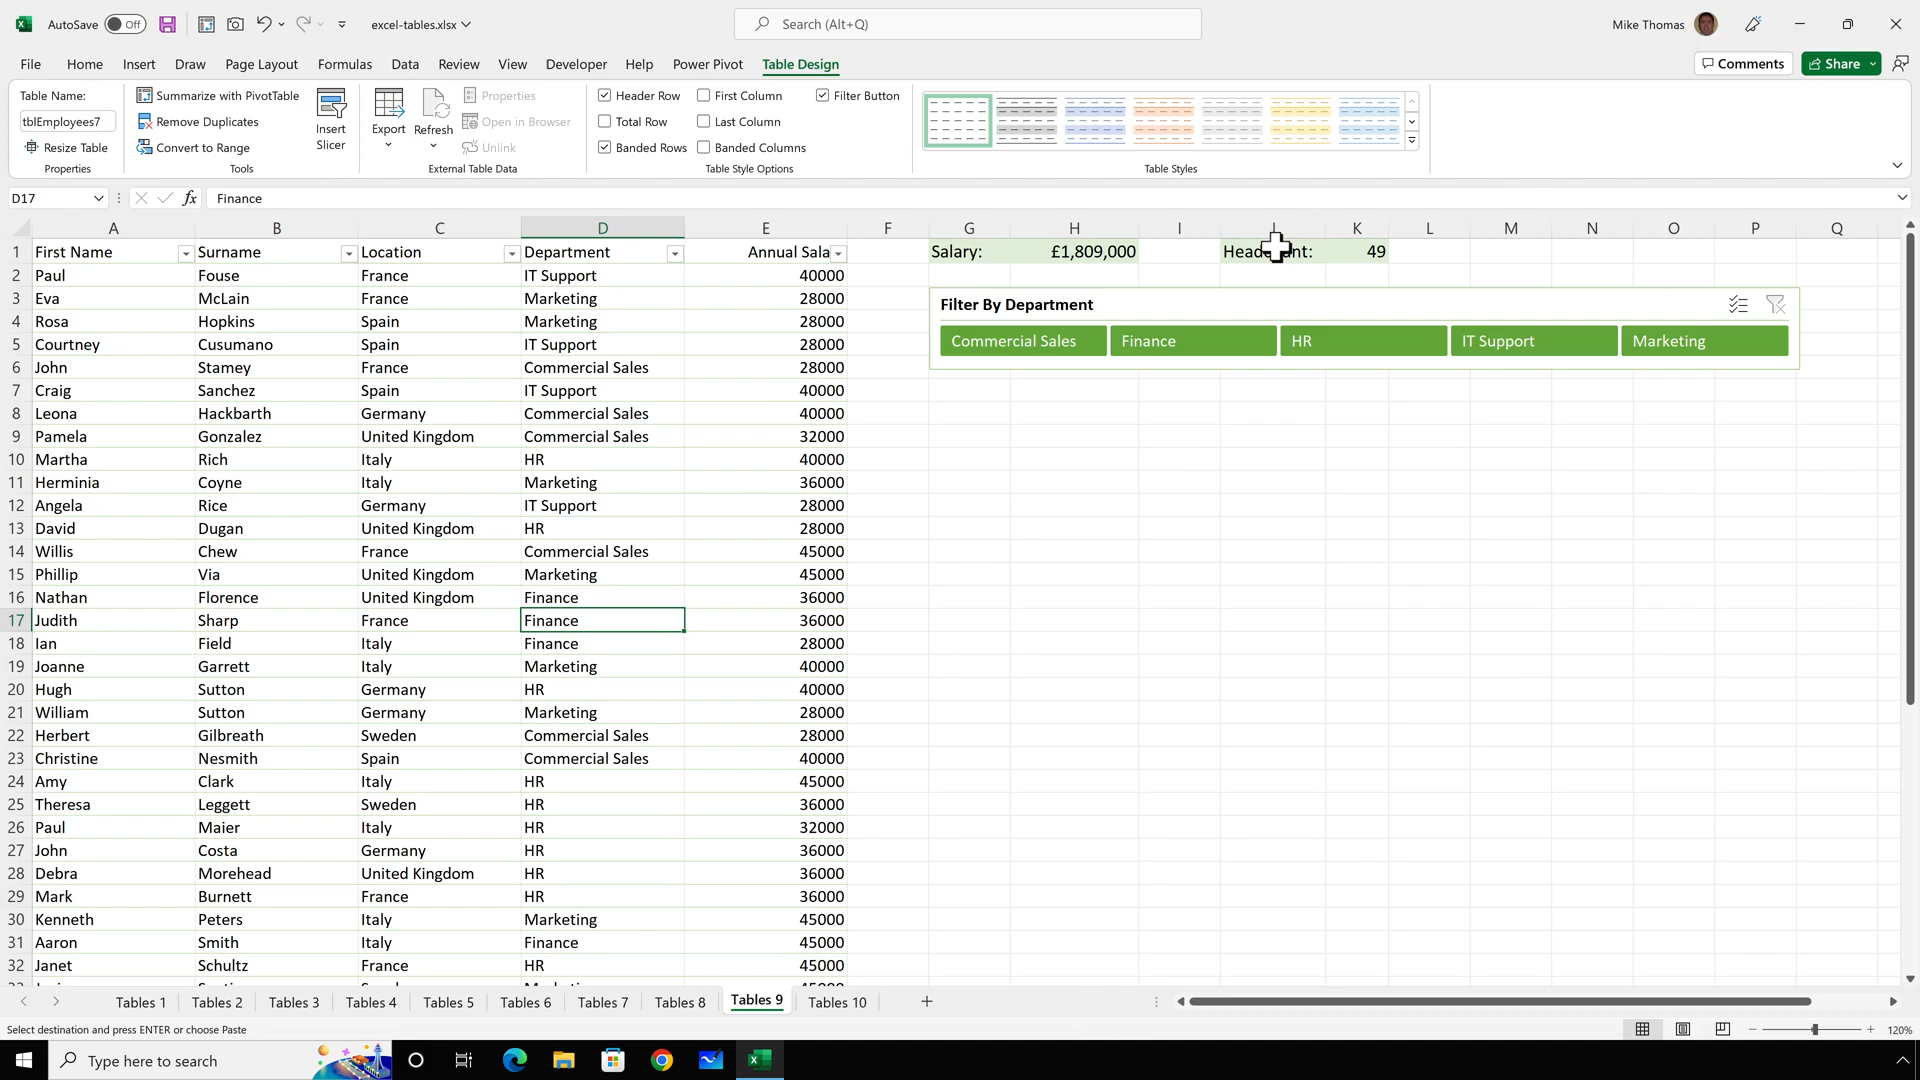 AutoSave Off excel-tables.xlsx Search (Alt+Q) Mike Thomas
File Home Insert Draw Page Layout Formulas Data Review View Developer Help Power Pivot Table Design Comments Share
Table Name:
tblEmployees7
Resize Table
Properties
Summarize with PivotTable
Remove Duplicates
Convert to Range
Tools
Insert
Slicer
Export
Refresh
Properties
Open in Browser
Unlink
External Table Data
Header Row First Column Filter Button
Total Row Last Column
Banded Rows Banded Columns
Table Style Options
Table Styles
D17 fx Finance
A B C D E F G H I J K L M N O P Q
1 First Name Surname Location Department Annual Sala Salary: £1,809,000 49
2 Paul Fouse France IT Support 40000
3 Eva McLain France Marketing 28000
4 Rosa Hopkins Spain Marketing 28000
5 Courtney Cusumano Spain IT Support 28000
6 John Stamey France Commercial Sales 28000
7 Craig Sanchez Spain IT Support 40000
8 Leona Hackbarth Germany Commercial Sales 40000
9 Pamela Gonzalez United Kingdom Commercial Sales 32000
10 Martha Rich Italy HR 40000
11 Herminia Coyne Italy Marketing 36000
12 Angela Rice Germany IT Support 28000
13 David Dugan United Kingdom HR 28000
14 Willis Chew France Commercial Sales 45000
15 Phillip Via United Kingdom Marketing 45000
16 Nathan Florence United Kingdom Finance 36000
17 Judith Sharp France Finance 36000
18 Ian Field Italy Finance 28000
19 Joanne Garrett Italy Marketing 40000
20 Hugh Sutton Germany HR 40000
21 William Sutton Germany Marketing 28000
22 Herbert Gilbreath Sweden Commercial Sales 28000
23 Christine Nesmith Spain Commercial Sales 40000
24 Amy Clark Italy HR 45000
25 Theresa Leggett Sweden HR 36000
26 Paul Maier Italy HR 32000
27 John Costa Germany HR 36000
28 Debra Morehead United Kingdom HR 36000
29 Mark Burnett France HR 36000
30 Kenneth Peters Italy Marketing 45000
31 Aaron Smith Italy Finance 45000
32 Janet Schultz France HR 45000
Filter By Department
Commercial Sales Finance HR IT Support Marketing
Tables 1 Tables 2 Tables 3 Tables 4 Tables 5 Tables 6 Tables 7 Tables 8 Tables 9 Tables 10
Select destination and press ENTER or choose Paste 120%
Type here to search